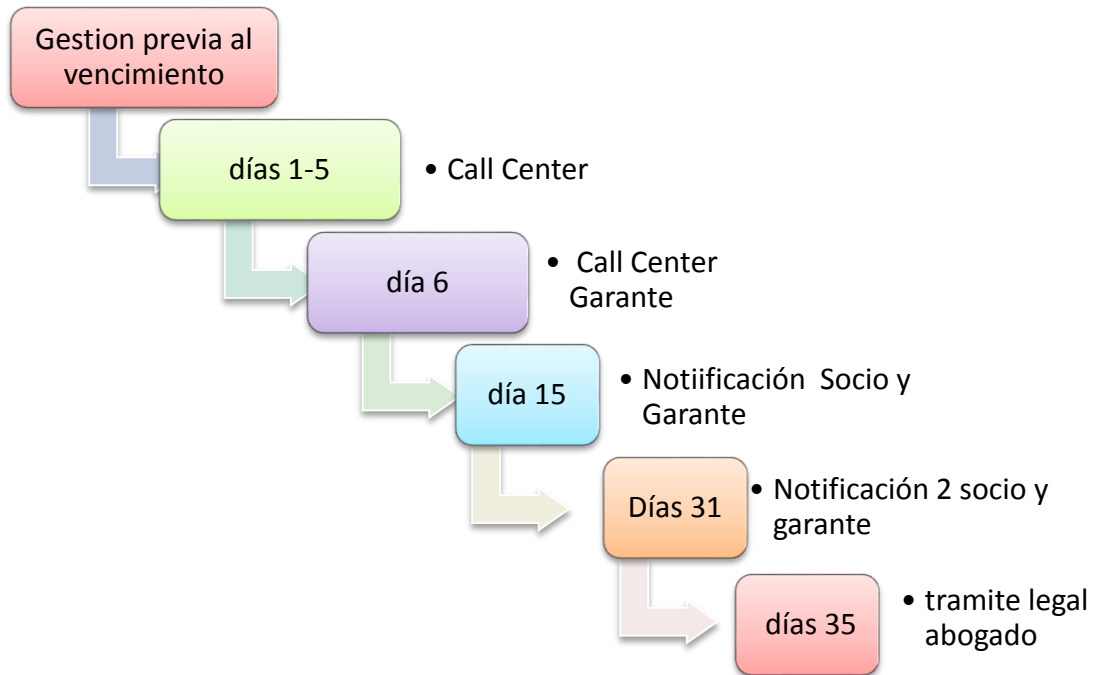 Gestion previa al
vencimiento
días 1-5
• Call Center
día 6
• Call Center
Garante
día 15
• Notiificación Socio y
Garante
Días 31
• Notificación 2 socio y
garante
días 35
• tramite legal
abogado